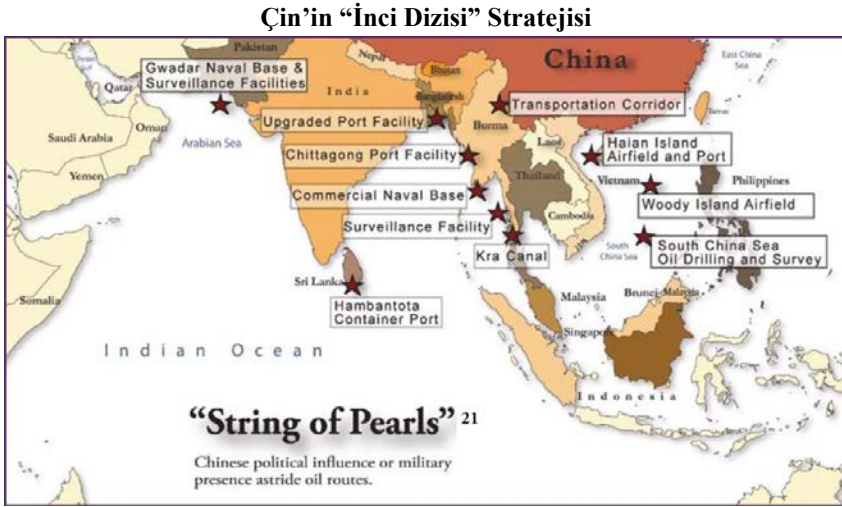 Çin’in “İnci Dizisi” Stratejisi
Pakistan
Nepal
China
East China
Sea
Gwadar Naval Base &
Surveillance Facilities
Bhutan
Qatar
India
Bangladesh
Transportation Corridor
Oman
Upgraded Port Facility
Burma
Taiwan
Saudi Arabia
Arabian Sea
Laos
Haian Island
Airfield and Port
Chittagong Port Facility
Yemen
Thailand
Vietnam
Philippines
Commercial Naval Base
Woody Island Airfield
Cambodia
Surveillance Facility
South
China Sea
South China Sea
Oil Drilling and Survey
Kra Canal
Sri Lanka
Somalia
Malaysia
Brunei
Malaysia
Hambantota
Container Port
Singapore
Indian Ocean
Indonesia
“String of Pearls” 21
Chinese political influence or military
presence astride oil routes.